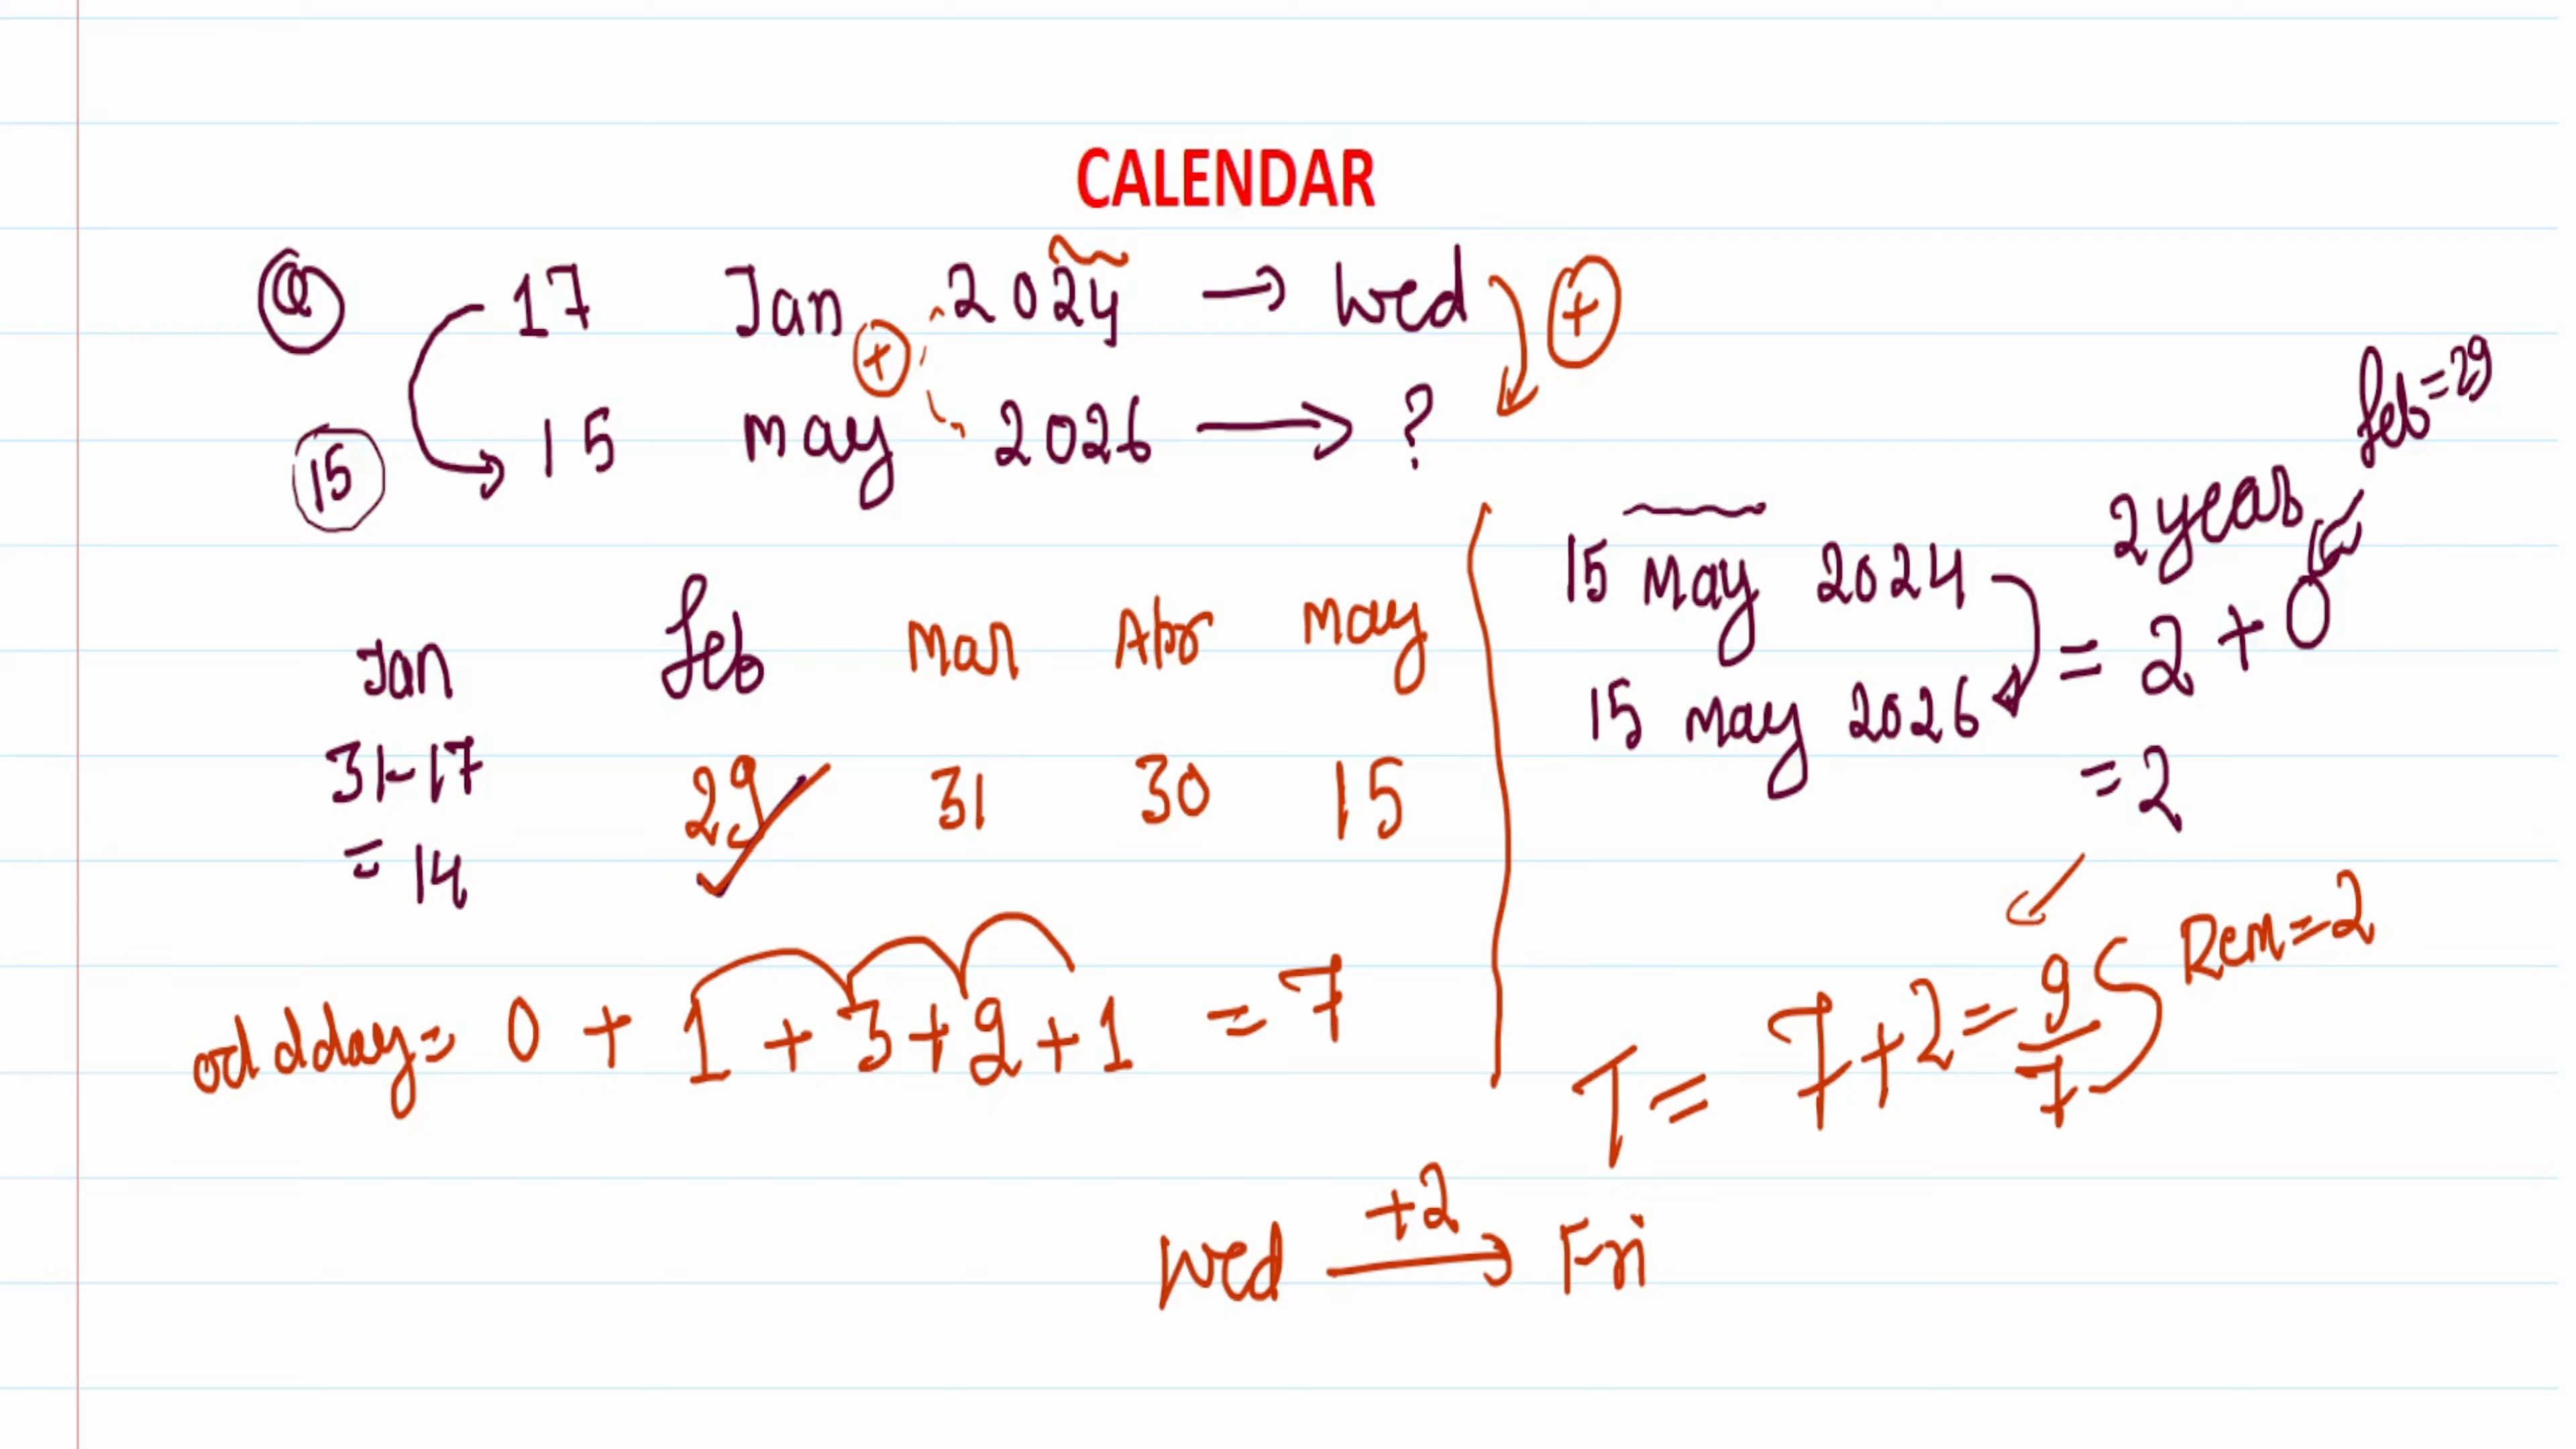 CALENDAR
Q 17 Jan 2024 → Wed +
+
15 15 May 2026 → ?
feb=29
Jan feb Mar Apr May
31-17 29 31 30 15
= 14
odd day = 0 + 1 + 3 + 2 + 1 = 7
2 years
15 May 2024
= 2 + 0
15 May 2026
= 2
T = 7 + 2 = 9/7 Rem = 2
Wed +2 → Fri